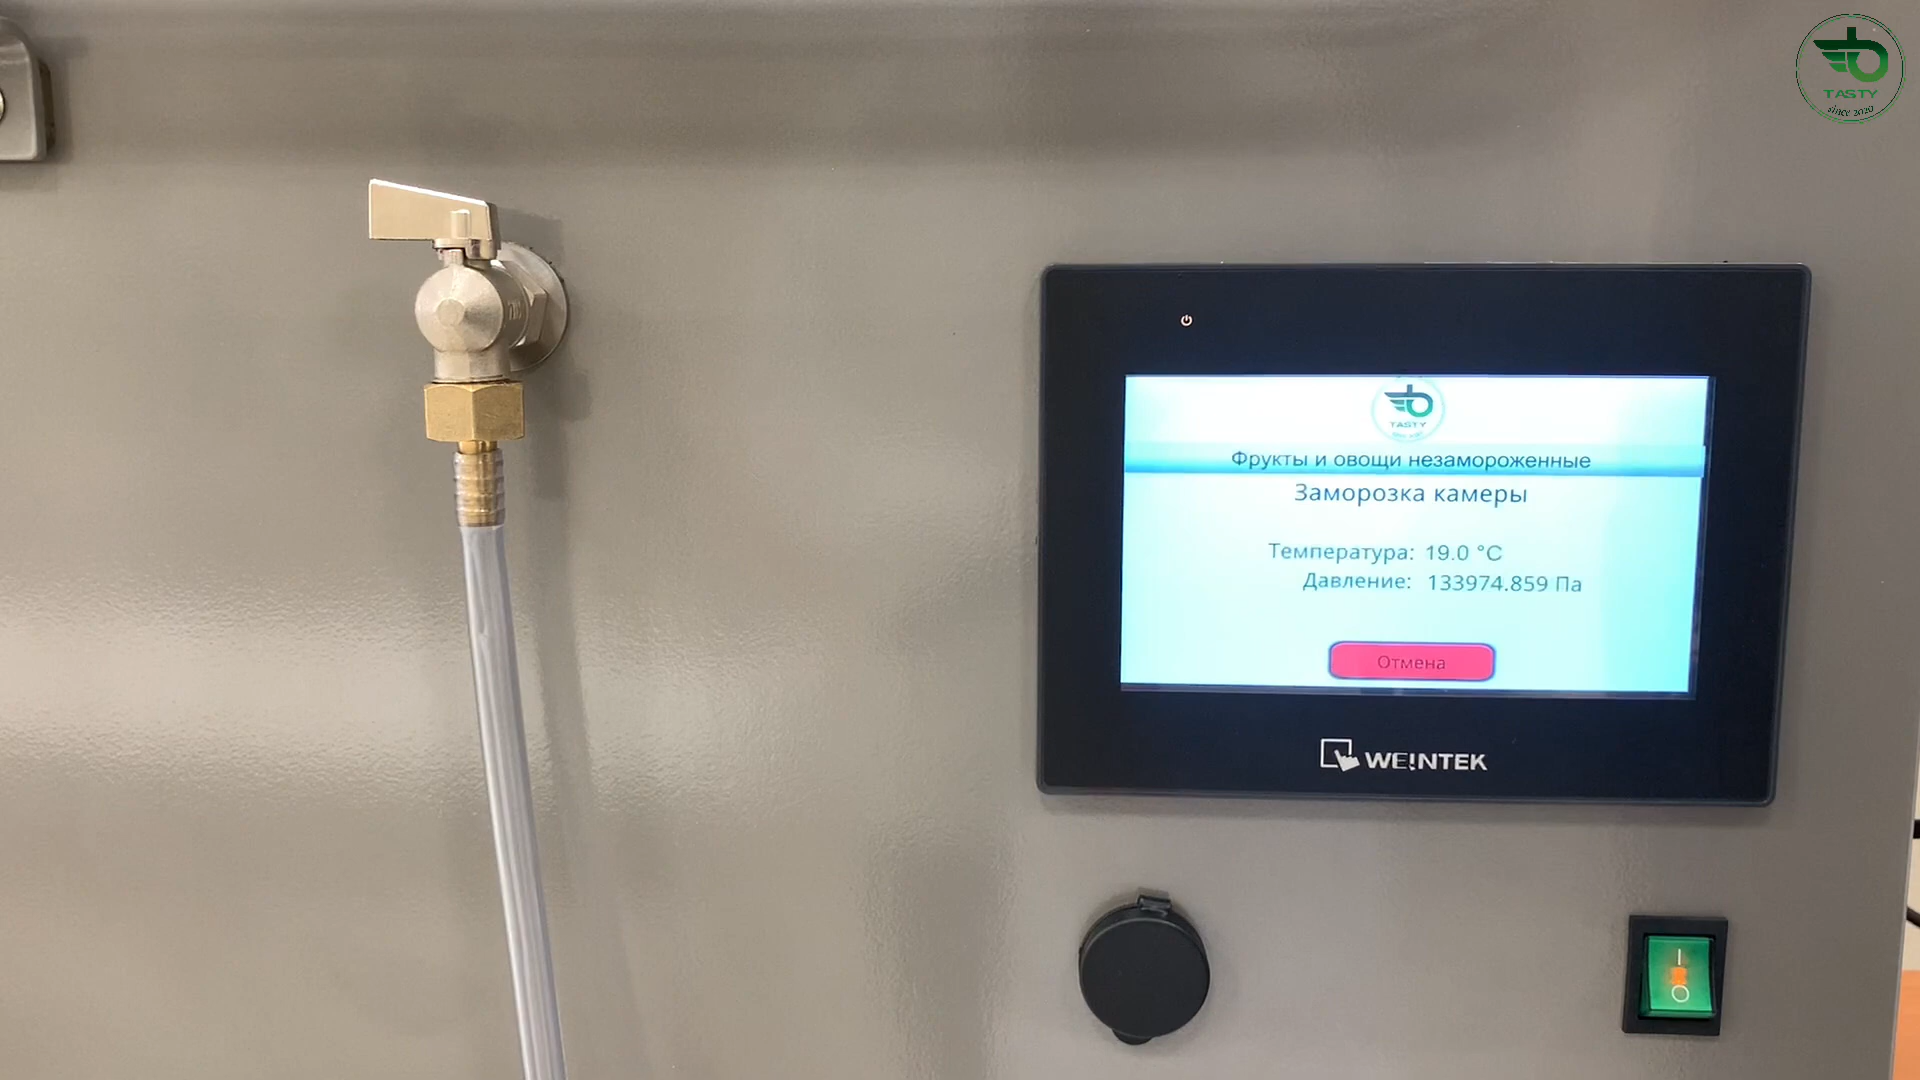 TASTY
since 2020
TASTY
Фрукты и овощи незамороженные
Заморозка камеры
Температура: 19.0 °C
Давление: 133974.859 Па
Отмена
WEINTEK